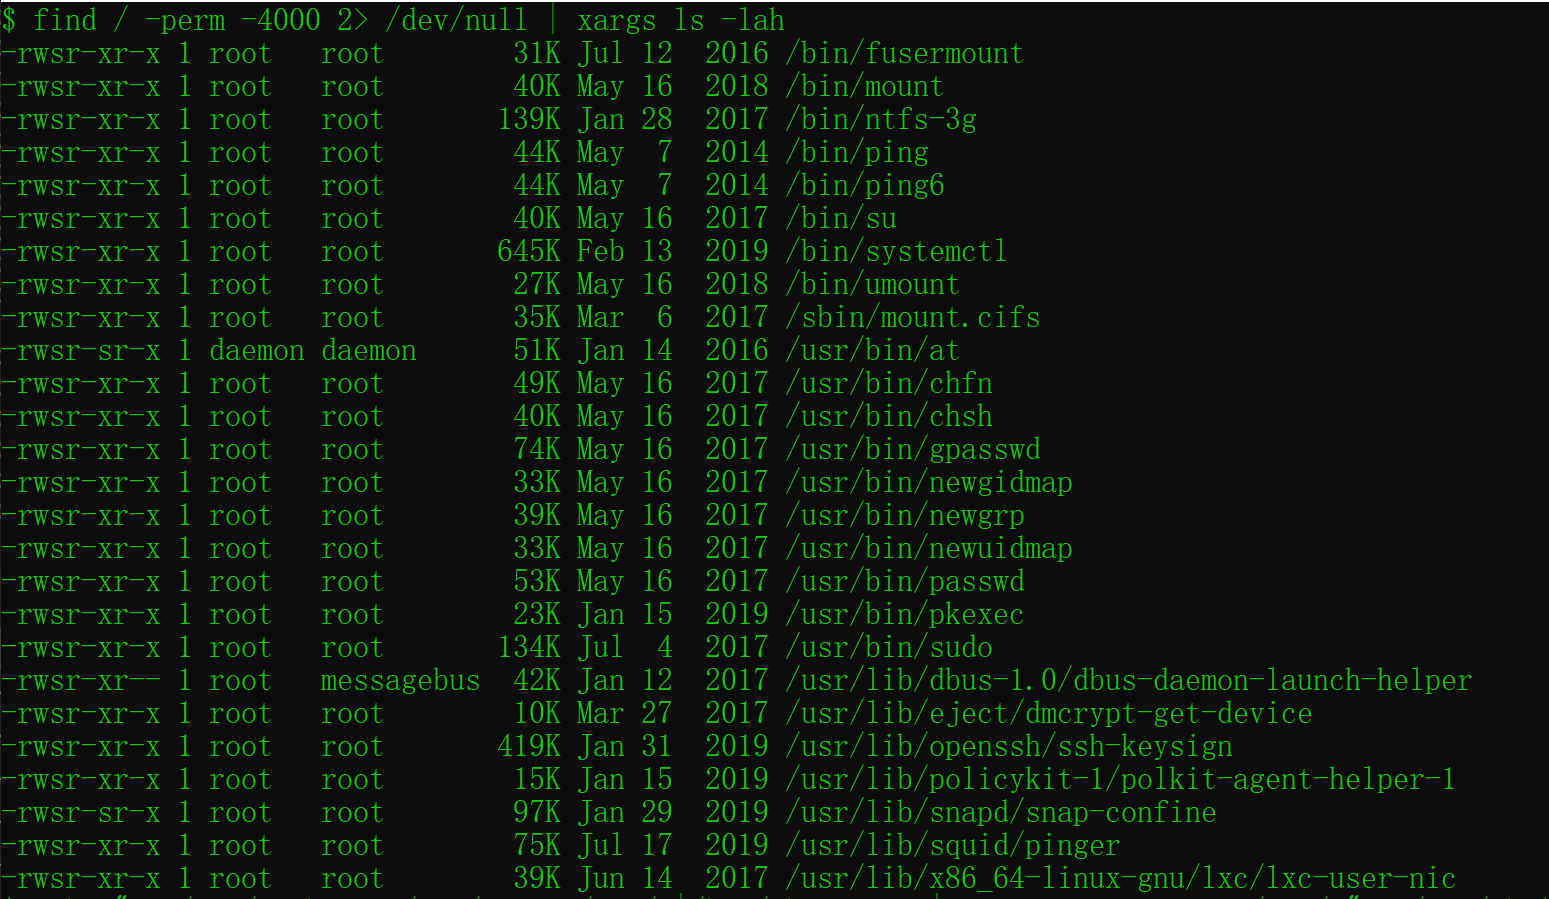 $ find / -perm -4000 2> /dev/null | xargs ls -lah
-rwsr-xr-x 1 root   root        31K Jul 12  2016 /bin/fusermount
-rwsr-xr-x 1 root   root        40K May 16  2018 /bin/mount
-rwsr-xr-x 1 root   root       139K Jan 28  2017 /bin/ntfs-3g
-rwsr-xr-x 1 root   root        44K May  7  2014 /bin/ping
-rwsr-xr-x 1 root   root        44K May  7  2014 /bin/ping6
-rwsr-xr-x 1 root   root        40K May 16  2017 /bin/su
-rwsr-xr-x 1 root   root       645K Feb 13  2019 /bin/systemctl
-rwsr-xr-x 1 root   root        27K May 16  2018 /bin/umount
-rwsr-xr-x 1 root   root        35K Mar  6  2017 /sbin/mount.cifs
-rwsr-sr-x 1 daemon daemon      51K Jan 14  2016 /usr/bin/at
-rwsr-xr-x 1 root   root        49K May 16  2017 /usr/bin/chfn
-rwsr-xr-x 1 root   root        40K May 16  2017 /usr/bin/chsh
-rwsr-xr-x 1 root   root        74K May 16  2017 /usr/bin/gpasswd
-rwsr-xr-x 1 root   root        33K May 16  2017 /usr/bin/newgidmap
-rwsr-xr-x 1 root   root        39K May 16  2017 /usr/bin/newgrp
-rwsr-xr-x 1 root   root        33K May 16  2017 /usr/bin/newuidmap
-rwsr-xr-x 1 root   root        53K May 16  2017 /usr/bin/passwd
-rwsr-xr-x 1 root   root        23K Jan 15  2019 /usr/bin/pkexec
-rwsr-xr-x 1 root   root       134K Jul  4  2017 /usr/bin/sudo
-rwsr-xr-- 1 root   messagebus  42K Jan 12  2017 /usr/lib/dbus-1.0/dbus-daemon-launch-helper
-rwsr-xr-x 1 root   root        10K Mar 27  2017 /usr/lib/eject/dmcrypt-get-device
-rwsr-xr-x 1 root   root       419K Jan 31  2019 /usr/lib/openssh/ssh-keysign
-rwsr-xr-x 1 root   root        15K Jan 15  2019 /usr/lib/policykit-1/polkit-agent-helper-1
-rwsr-sr-x 1 root   root        97K Jan 29  2019 /usr/lib/snapd/snap-confine
-rwsr-xr-x 1 root   root        75K Jul 17  2019 /usr/lib/squid/pinger
-rwsr-xr-x 1 root   root        39K Jun 14  2017 /usr/lib/x86_64-linux-gnu/lxc/lxc-user-nic